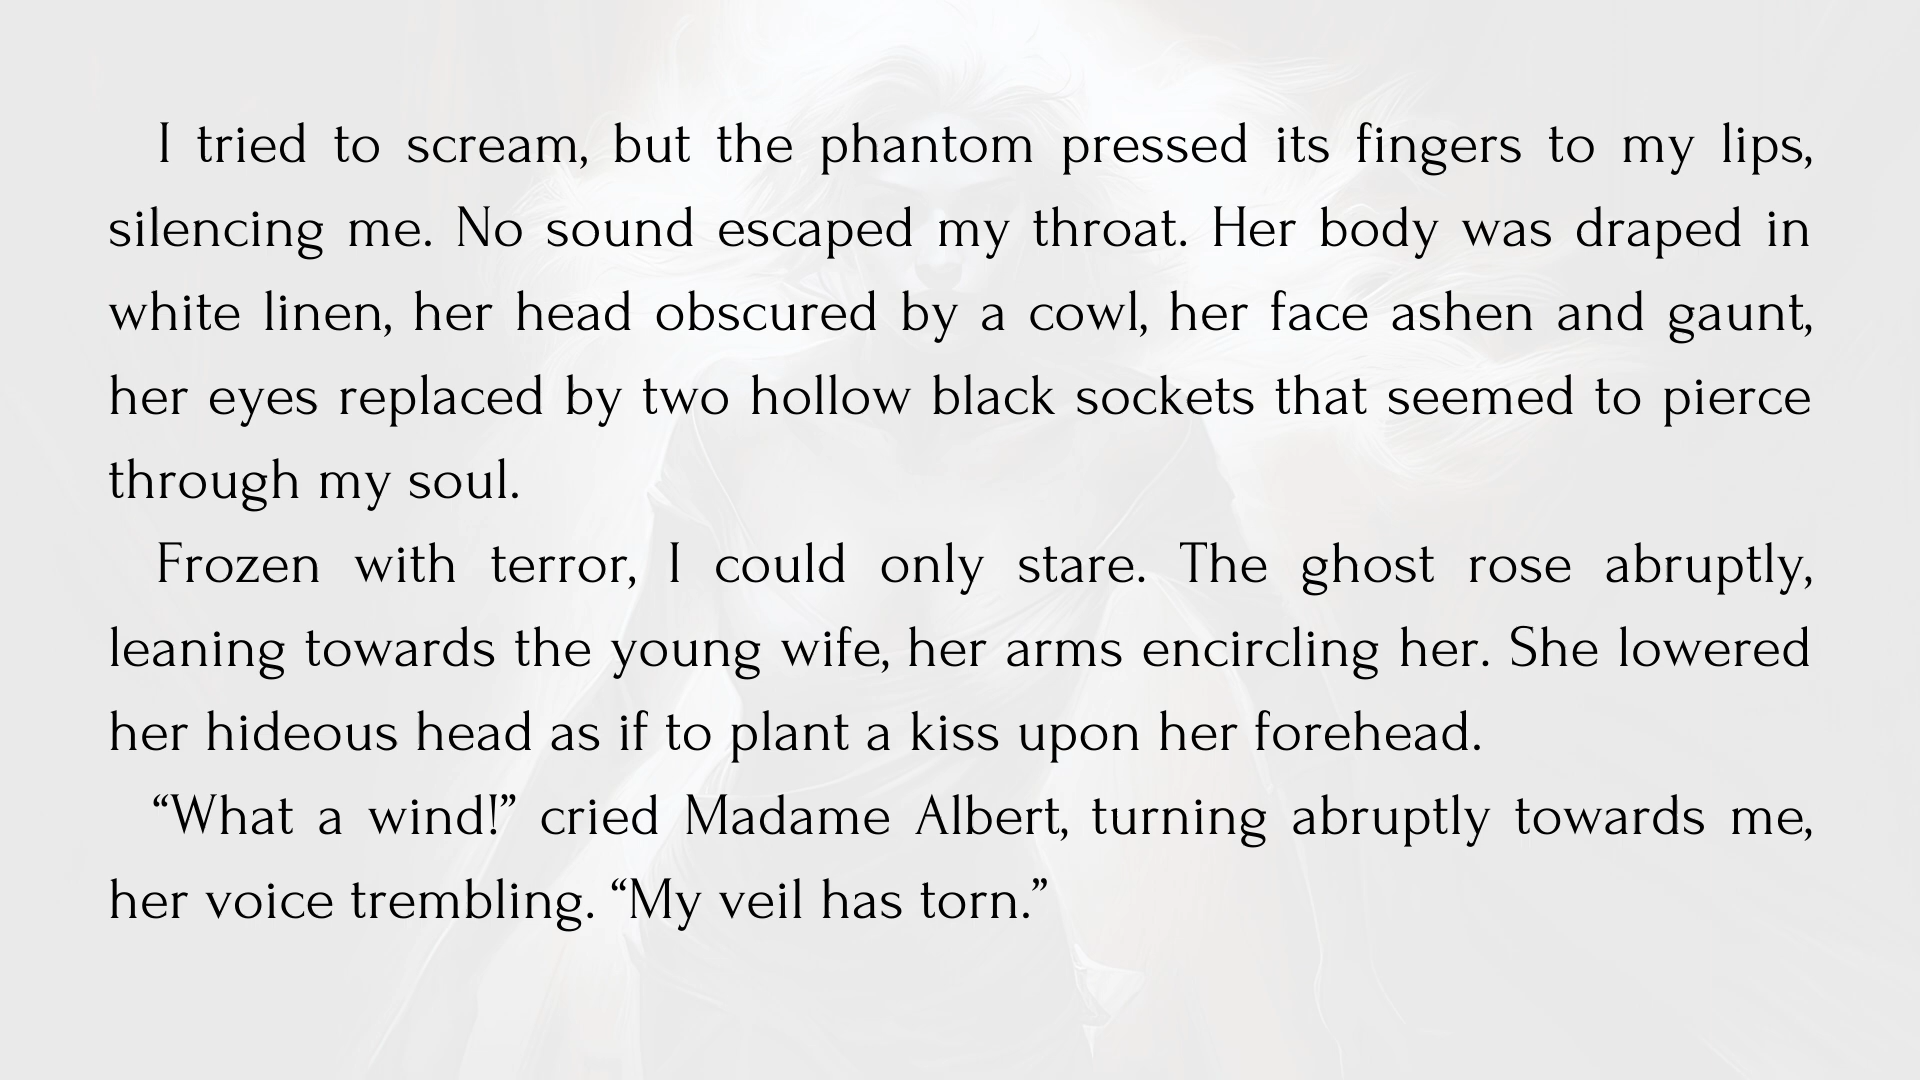 I tried to scream, but the phantom pressed its fingers to my lips,
silencing me. No sound escaped my throat. Her body was draped in
white linen, her head obscured by a cowl, her face ashen and gaunt,
her eyes replaced by two hollow black sockets that seemed to pierce
through my soul.
Frozen with terror, I could only stare. The ghost rose abruptly,
leaning towards the young wife, her arms encircling her. She lowered
her hideous head as if to plant a kiss upon her forehead.
“What a wind!” cried Madame Albert, turning abruptly towards me,
her voice trembling. “My veil has torn.”